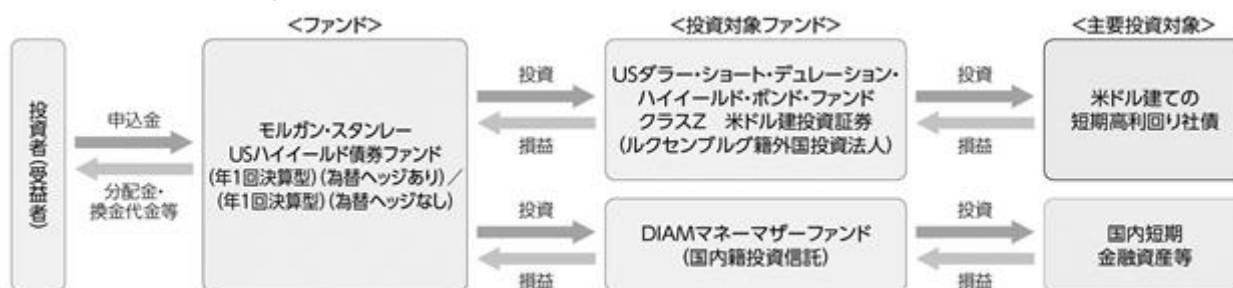 <ファンド>
<投資対象ファンド>
<主要投資対象>
投資者(受益者)
申込金
分配金・
換金代金等
モルガン・スタンレー
USハイイールド債券ファンド
(年1回決算型)(為替ヘッジあり)/
(年1回決算型)(為替ヘッジなし)
投資
損益
USダラー・ショート・デュレーション・
ハイイールド・ボンド・ファンド
クラスZ 米ドル建投資証券
(ルクセンブルグ籍外国投資法人)
投資
損益
米ドル建ての
短期高利回り社債
投資
損益
DIAMマネーマザーファンド
(国内籍投資信託)
投資
損益
国内短期
金融資産等